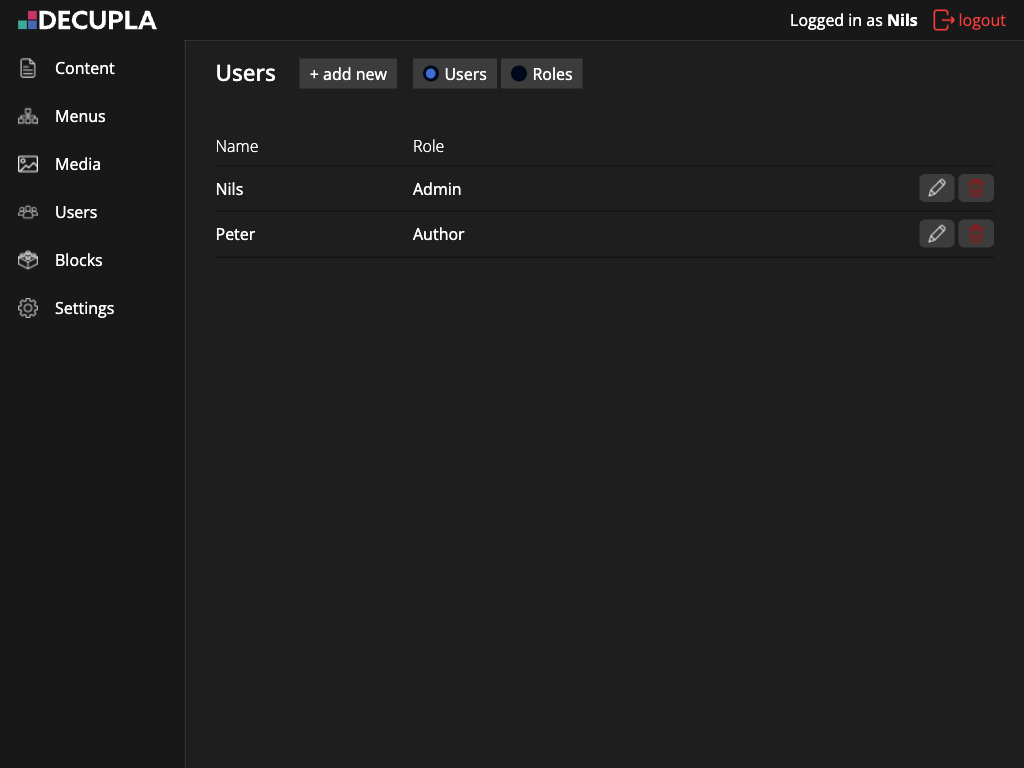 DECUPLA
Logged in as Nils
logout
Content
Menus
Media
Users
Blocks
Settings
Users
+ add new
Users
Roles
Name Role
Nils Admin
Peter Author